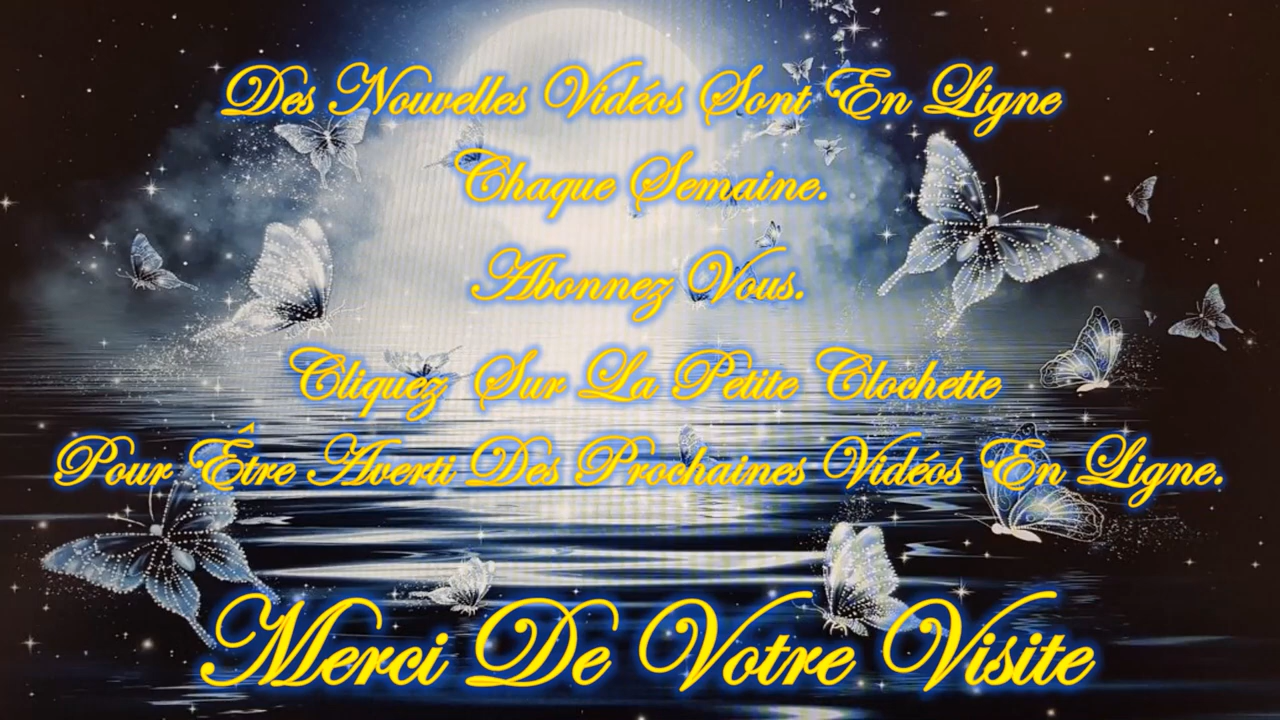 Des Nouvelles Vidéos Sont En Ligne
Chaque Semaine.
Abonnez Vous.
Cliquez Sur La Petite Clochette
Pour Être Averti Des Prochaines Vidéos En Ligne.
Merci De Votre Visite